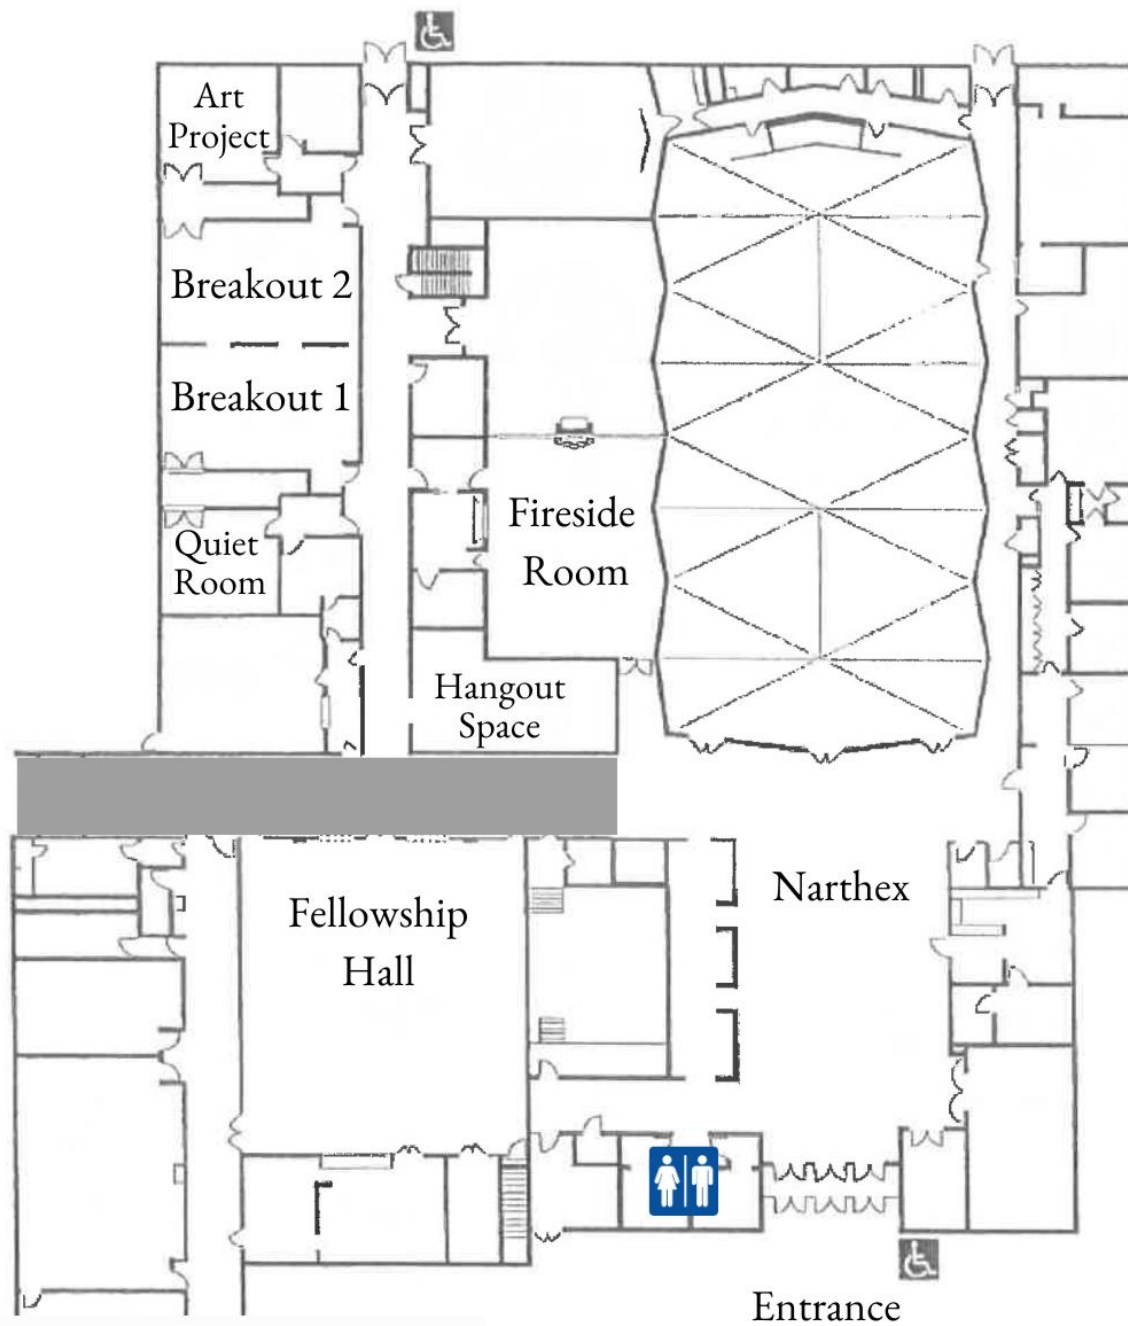 Art
Project
Breakout 2
Breakout 1
Fireside
Room
Quiet
Room
Hangout
Space
Narthex
Fellowship
Hall
Entrance